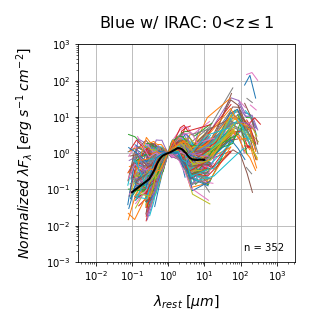 Blue w/ IRAC: 0<z≤1
Normalized λF_λ [erg s⁻¹ cm⁻²]
10³
10²
10¹
10⁰
10⁻¹
10⁻²
10⁻³
n = 352
10⁻² 10⁻¹ 10⁰ 10¹ 10² 10³
λ_rest [μm]